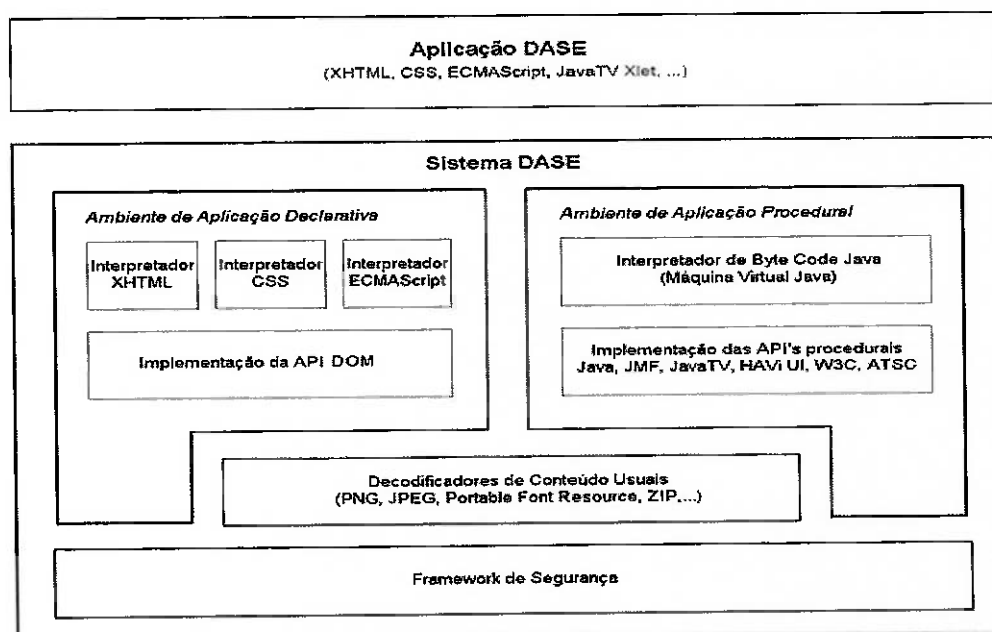 Aplicação DASE
(XHTML, CSS, ECMAScript, JavaTV Xlet, ...)
Sistema DASE
Ambiente de Aplicação Declarativa
Interpretador
XHTML
Interpretador
CSS
Interpretador
ECMAScript
Implementação da API DOM
Ambiente de Aplicação Procedural
Interpretador de Byte Code Java
(Máquina Virtual Java)
Implementação das API's procedurais
Java, JMF, JavaTV, HAVi UI, W3C, ATSC
Decodificadores de Conteúdo Usuais
(PNG, JPEG, Portable Font Resource, ZIP,...)
Framework de Segurança